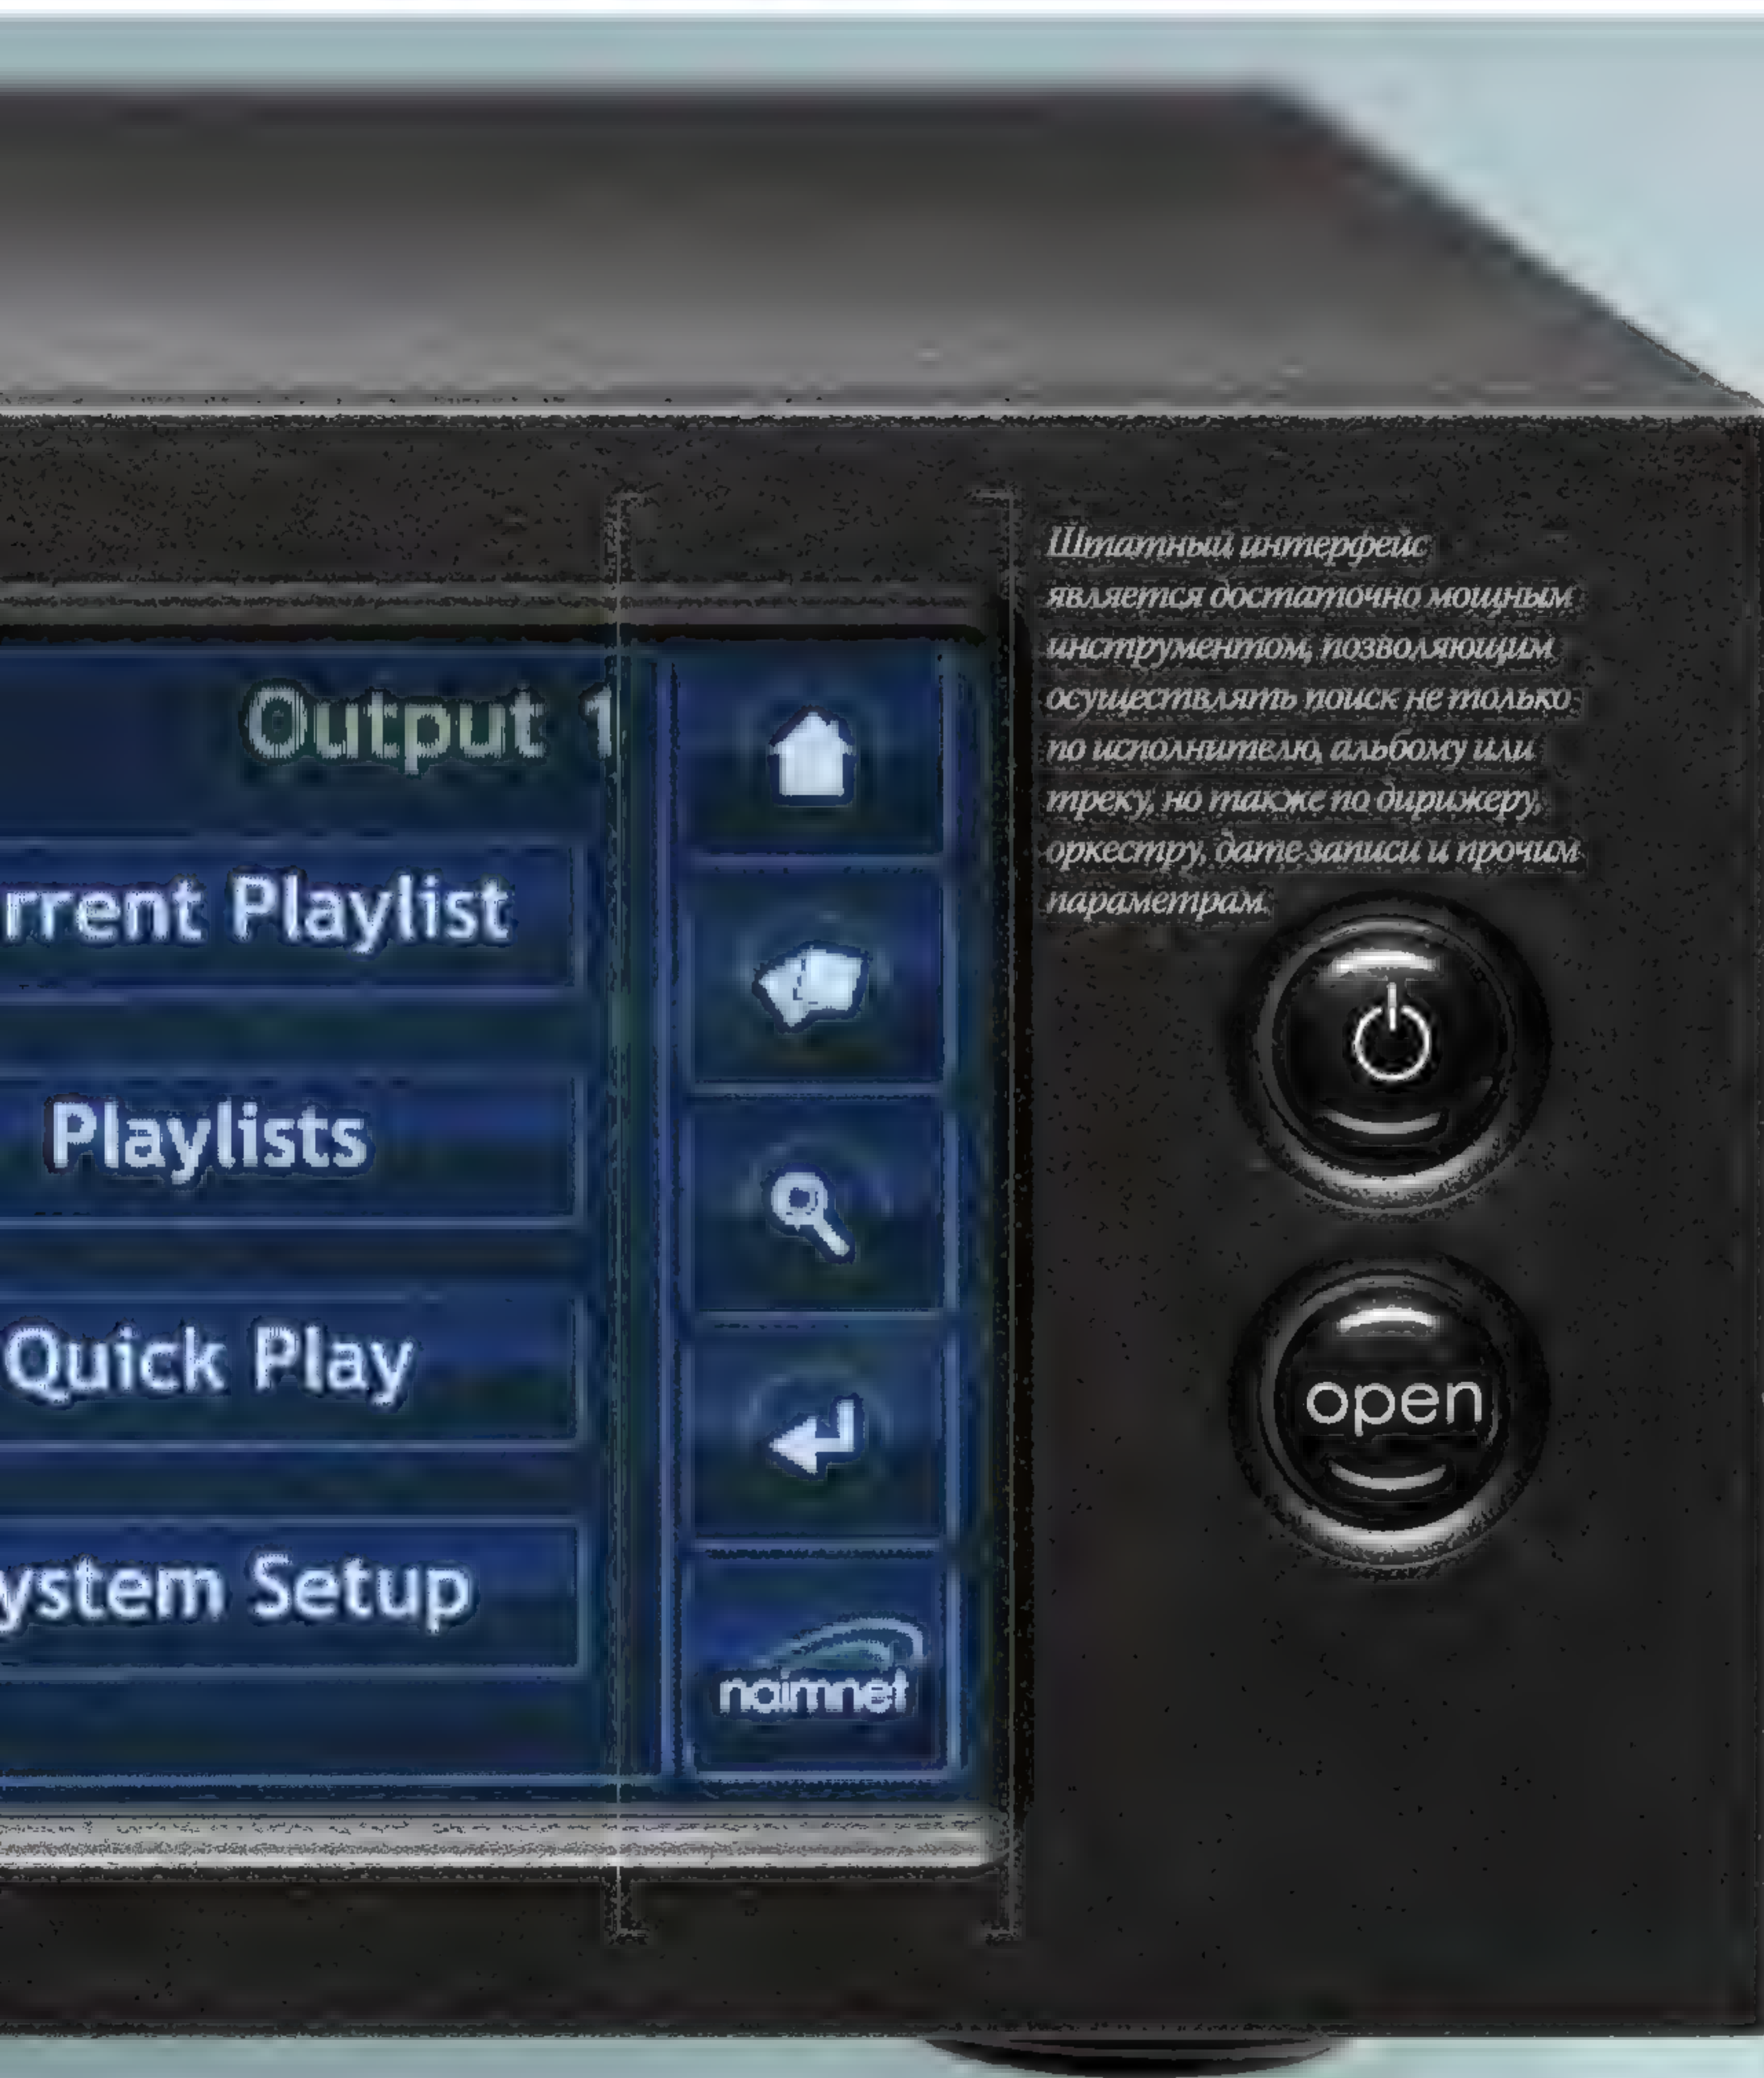 Штатный интерфейс
является достаточно мощным
инструментом, позволяющим
осуществлять поиск не только
по исполнителю, альбому или
треку, но также по дирижеру,
оркестру, дате записи и прочим
параметрам.
Output 1
rrent Playlist
Playlists
Quick Play
ystem Setup
naimnet
open